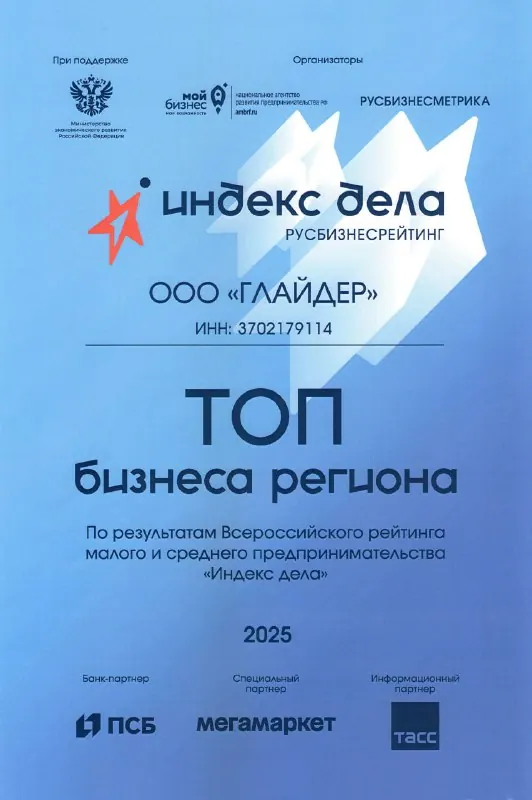 При поддержке
Организаторы
Министерство
экономического развития
Российской Федерации
мой
бизнес
национальное агентство
развития предпринимательства РФ
ambrf.ru
РУСБИЗНЕСМЕТРИКА
индекс дела
РУСБИЗНЕСРЕЙТИНГ
ООО «ГЛАЙДЕР»
ИНН: 3702179114
ТОП
бизнеса региона
По результатам Всероссийского рейтинга
малого и среднего предпринимательства
«Индекс дела»
2025
Банк-партнер
Специальный
партнер
Информационный
партнер
ПСБ
мегамаркет
ТАСС